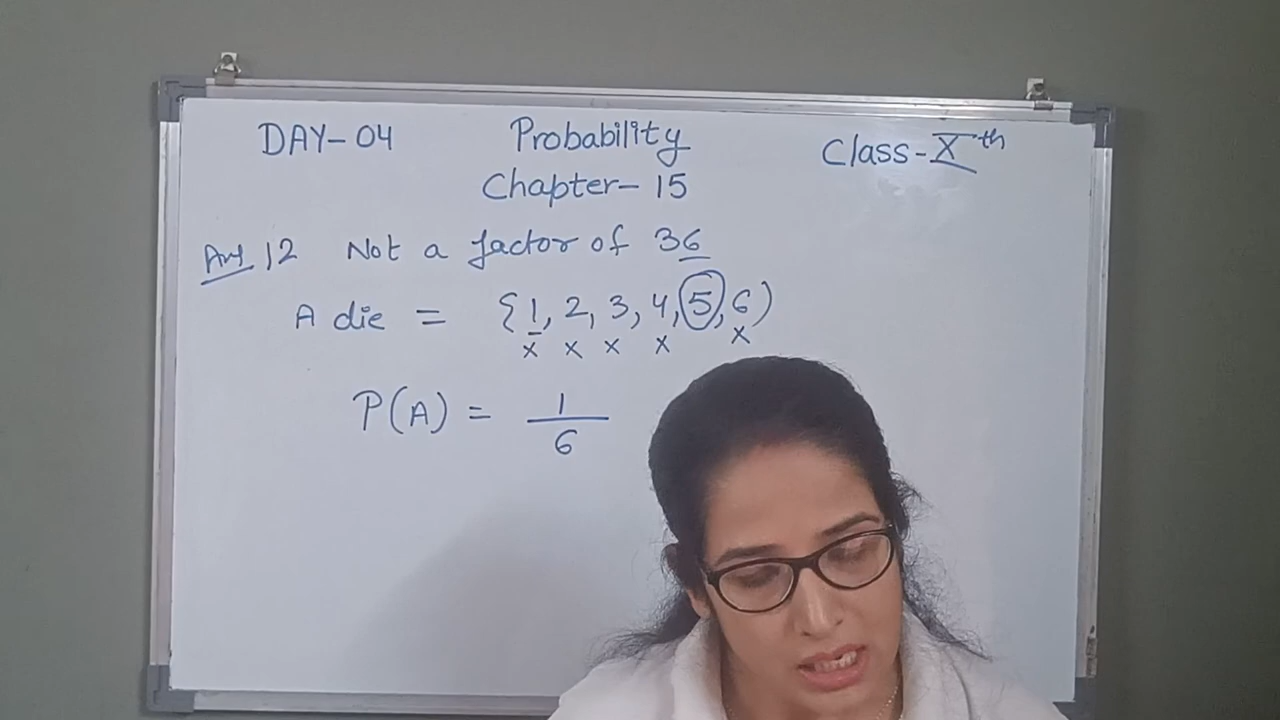 DAY-04 Probability Class-Xth
Chapter-15
Ans 12 Not a factor of 36
A die = {1, 2, 3, 4, 5, 6)
x x x x x
P(A) = 1/6